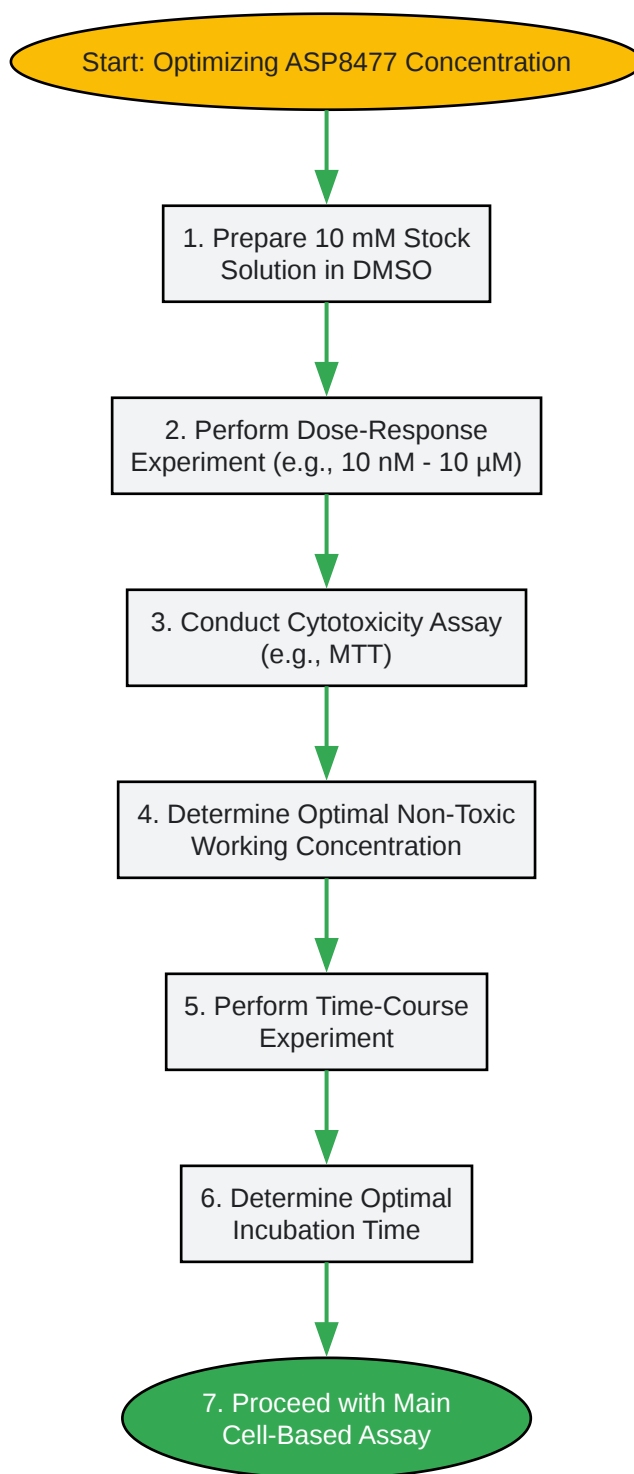 Start: Optimizing ASP8477 Concentration
1. Prepare 10 mM Stock
Solution in DMSO
2. Perform Dose-Response
Experiment (e.g., 10 nM - 10 µM)
3. Conduct Cytotoxicity Assay
(e.g., MTT)
4. Determine Optimal Non-Toxic
Working Concentration
5. Perform Time-Course
Experiment
6. Determine Optimal
Incubation Time
7. Proceed with Main
Cell-Based Assay